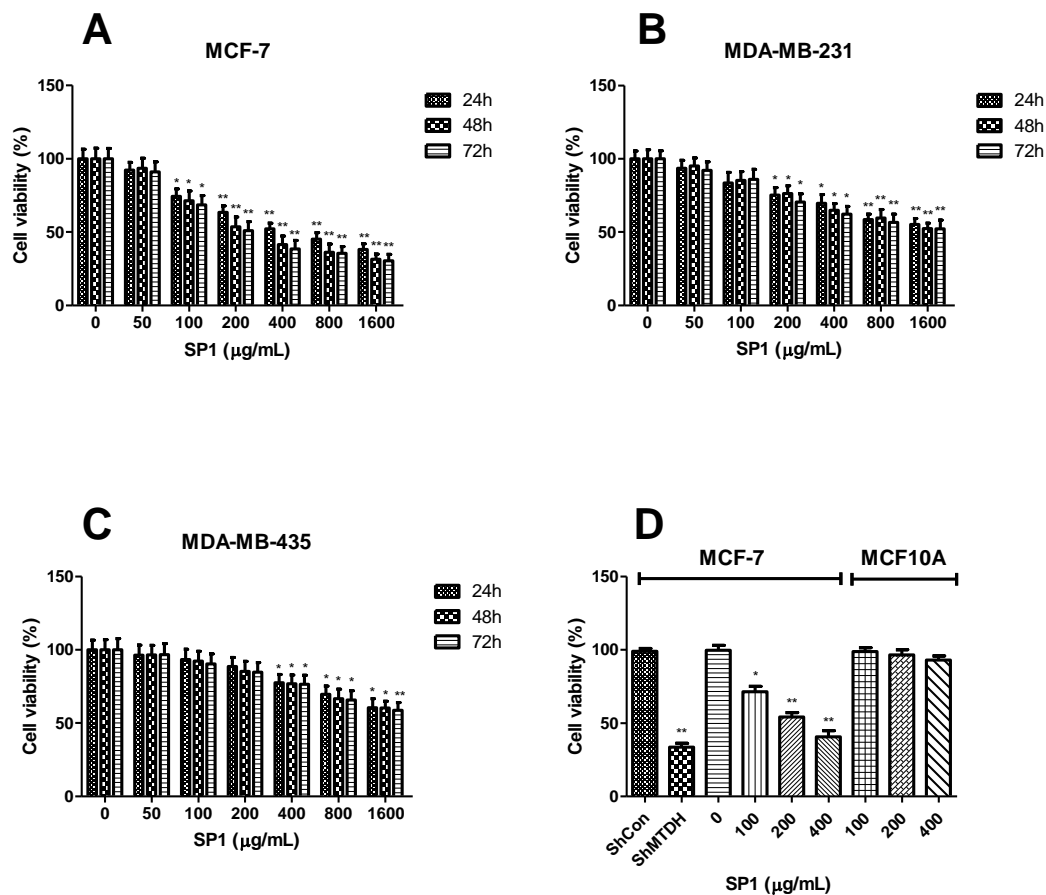 A
MCF-7
150
100
50
0
Cell viability (%)
* * *
** ** **
** ** **
** ** **
** ** **
0 50 100 200 400 800 1600
SP1 (μg/mL)
24h
48h
72h
B
MDA-MB-231
150
100
50
0
Cell viability (%)
* * *
* * *
** ** **
** ** **
0 50 100 200 400 800 1600
SP1 (μg/mL)
24h
48h
72h
C
MDA-MB-435
150
100
50
0
Cell viability (%)
* * *
* * *
* * **
0 50 100 200 400 800 1600
SP1 (μg/mL)
24h
48h
72h
D
MCF-7 MCF10A
150
100
50
0
Cell viability (%)
** * ** **
ShCon ShMTDH 0 100 200 400 100 200 400
SP1 (μg/mL)